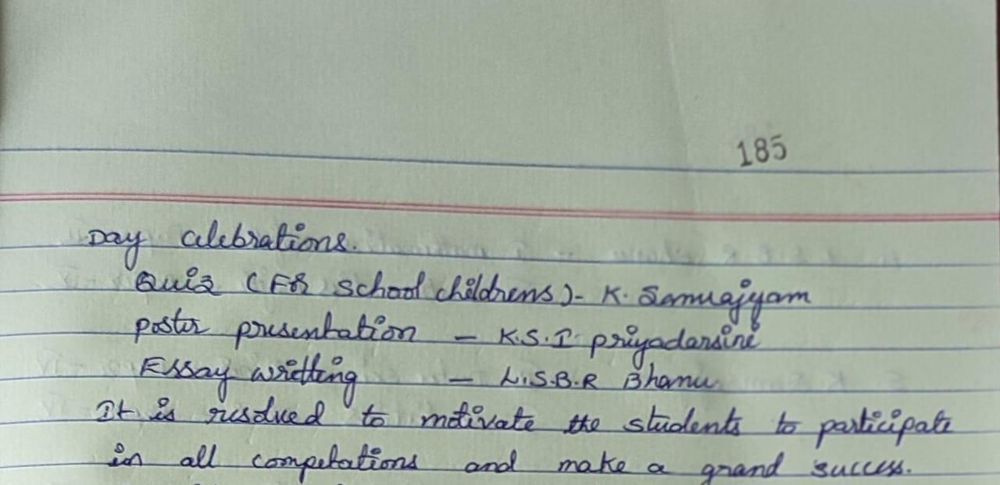 185
Day celebrations.
Quiz (For school childrens) - K. Samrajyam
poster presentation - K.S.I. priyadarsini
Essay writting - L.S.B.R Bhanu
It is resolved to motivate the students to participate
in all competations and make a grand success.